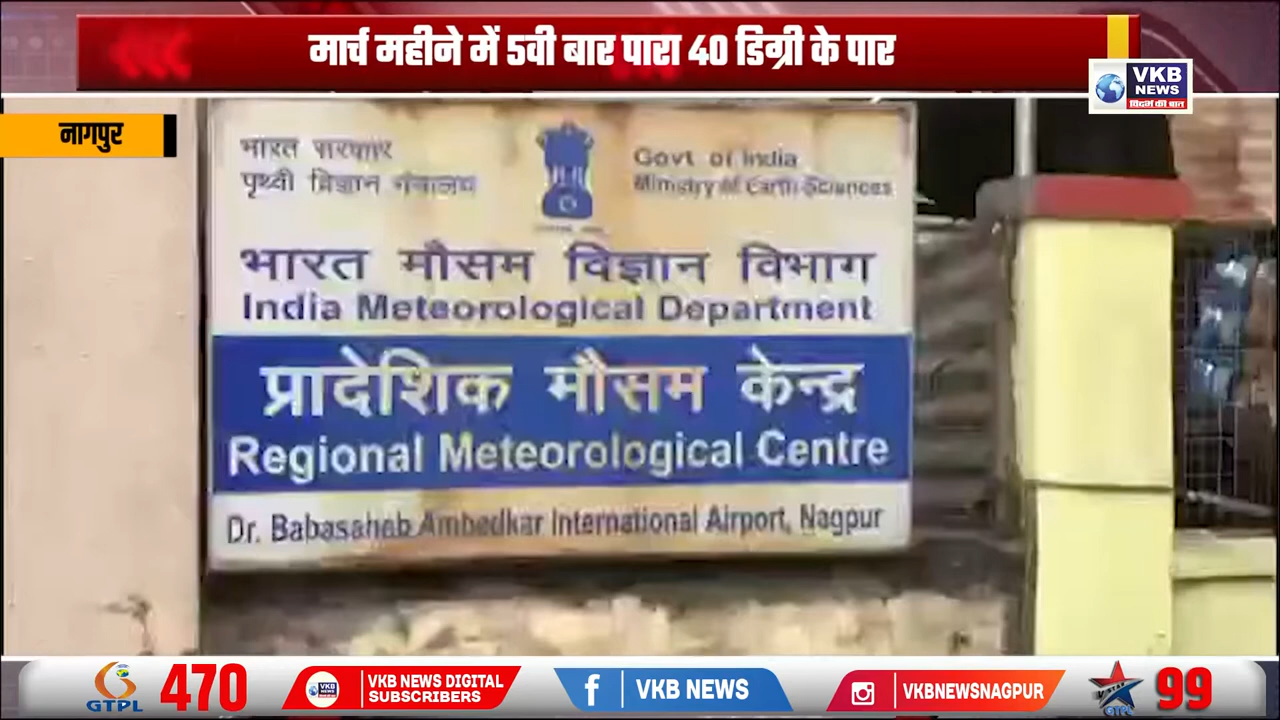 मार्च महीने में 5वी बार पारा 40 डिग्री के पार
VKB
NEWS
विदर्भ की बात
नागपुर
भारत सरकार
पृथ्वी विज्ञान मंत्रालय
Govt of India
Ministry of Earth Sciences
भारत मौसम विज्ञान विभाग
India Meteorological Department
प्रादेशिक मौसम केन्द्र
Regional Meteorological Centre
Dr. Babasaheb Ambedkar International Airport, Nagpur
GTPL
470
VKB NEWS DIGITAL
SUBSCRIBERS
VKB NEWS
VKBNEWSNAGPUR
GTPL
99